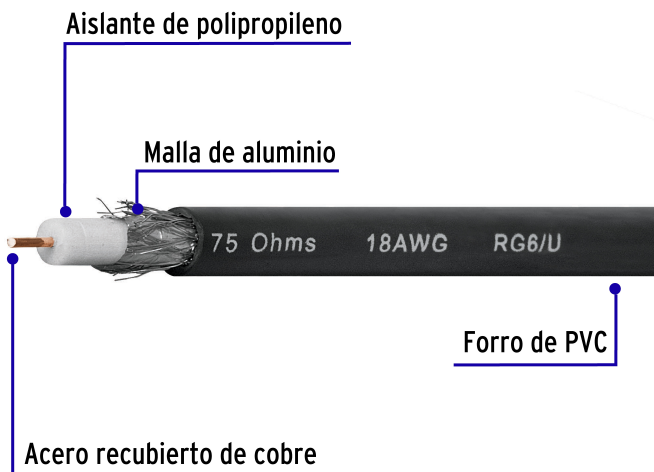 Aislante de polipropileno
Malla de aluminio
75 Ohms 18AWG RG6/U
Forro de PVC
Acero recubierto de cobre